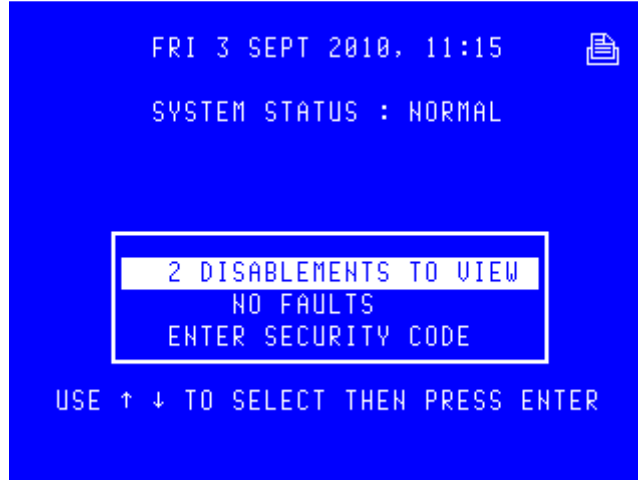 FRI 3 SEPT 2010, 11:15
SYSTEM STATUS : NORMAL
2 DISABLEMENTS TO VIEW
NO FAULTS
ENTER SECURITY CODE
USE ↑ ↓ TO SELECT THEN PRESS ENTER